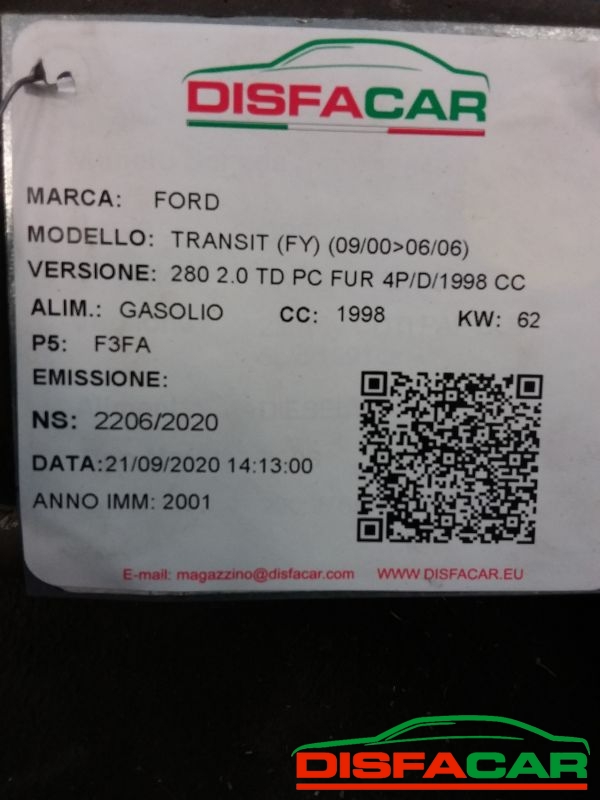 DISFACAR
MARCA: FORD
MODELLO: TRANSIT (FY) (09/00>06/06)
VERSIONE: 280 2.0 TD PC FUR 4P/D/1998 CC
ALIM.: GASOLIO CC: 1998 KW: 62
P5: F3FA
EMISSIONE:
NS: 2206/2020
DATA:21/09/2020 14:13:00
ANNO IMM: 2001
E-mail: magazzino@disfacar.com WWW.DISFACAR.EU
DISFACAR